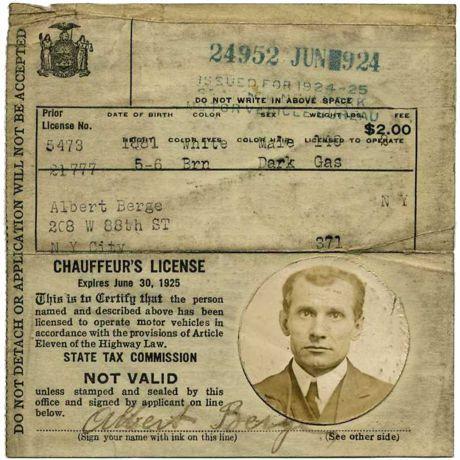 24952 JUN 924
ISSUED FOR 1924-25
DO NOT WRITE IN ABOVE SPACE
Prior License No. DATE OF BIRTH COLOR SEX WEIGHT LBS. FEE
$2.00
5473 1881 White Male
HEIGHT COLOR EYES COLOR HAIR LICENSED TO OPERATE
21777 5-6 Brn Dark Gas
Albert Berge N Y
208 W 88th ST
N Y City 371
CHAUFFEUR'S LICENSE
Expires June 30, 1925
This is to Certify that the person
named and described above has been
licensed to operate motor vehicles in
accordance with the provisions of Article
Eleven of the Highway Law.
STATE TAX COMMISSION
NOT VALID
unless stamped and sealed by this
office and signed by applicant on line
below.
Albert Berge
(Sign your name with ink on this line)
(See other side)
DO NOT DETACH OR APPLICATION WILL NOT BE ACCEPTED